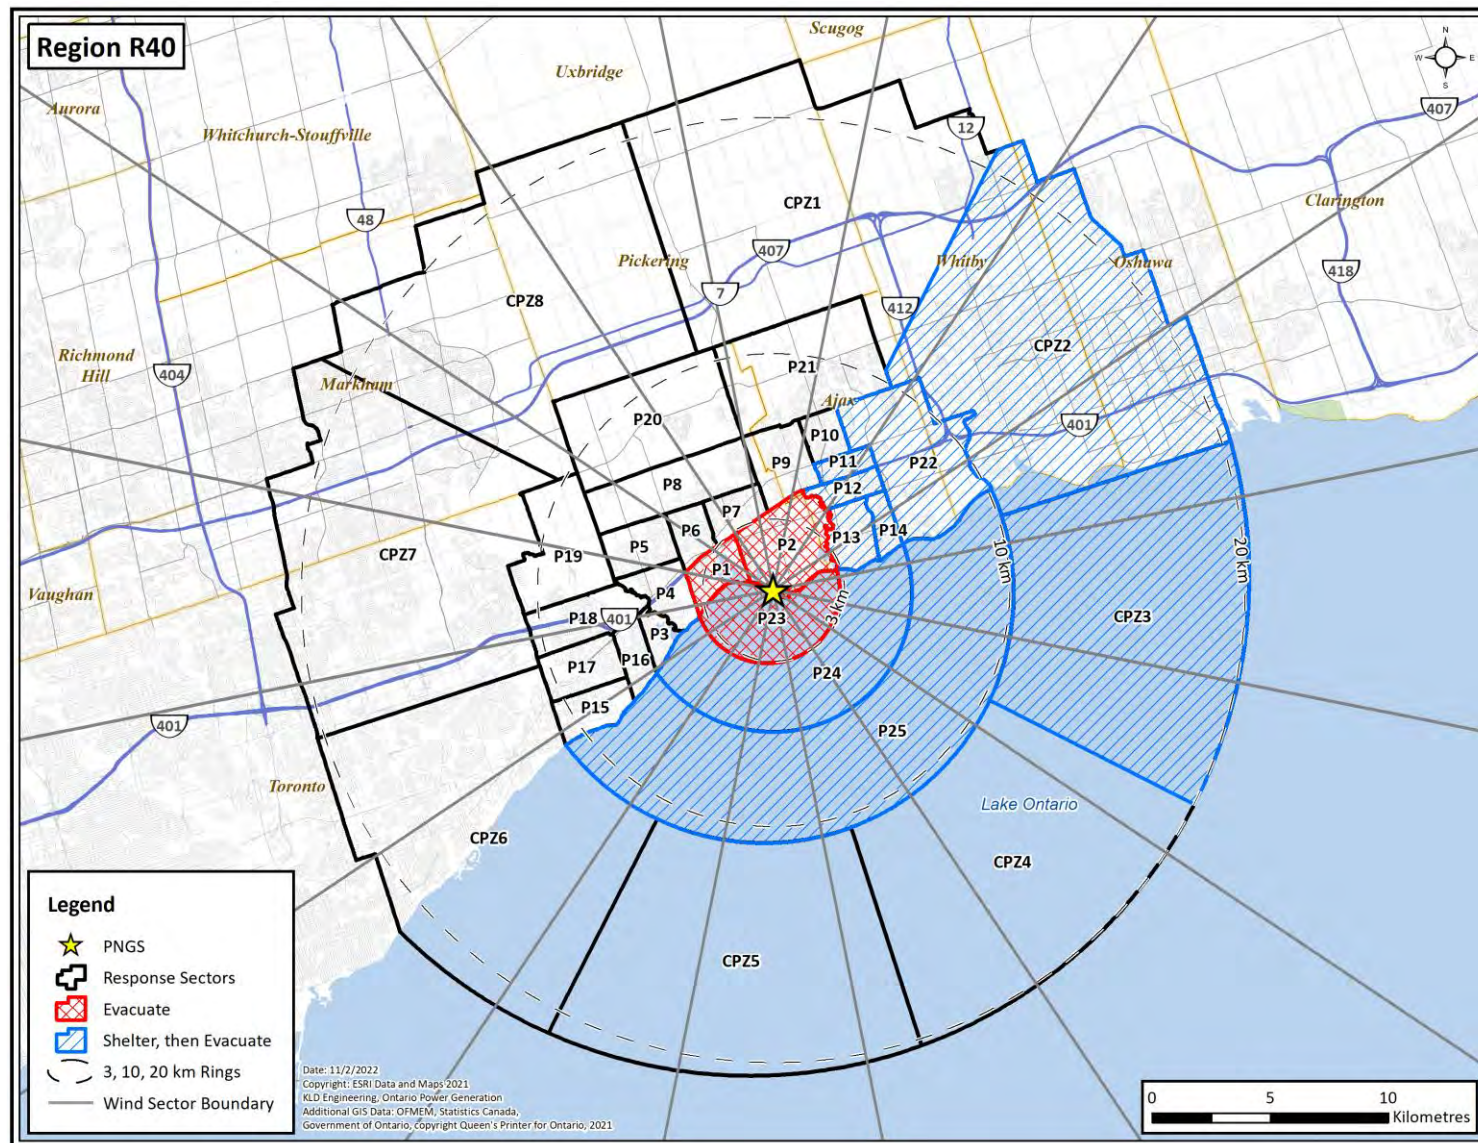 Region R40
Scugog
Uxbridge
N
W
E
S
Aurora
407
12
Whitchurch-Stouffville
48
CPZ1
Clarington
407
Pickering
Whitby
Oshawa
418
7
CPZ8
412
CPZ2
Richmond
Hill
404
Markham
P21
Ajax
P20
P10
401
P9
P11
P22
P8
P12
P7
P6
P2
P13
P14
P5
10 km
20 km
CPZ7
P19
P1
Vaughan
P4
3 km
P18
401
P23
CPZ3
P3
P17
P16
P24
P15
401
P25
Toronto
Lake Ontario
CPZ6
CPZ4
CPZ5
Legend
PNGS
Response Sectors
Evacuate
Shelter, then Evacuate
3, 10, 20 km Rings
Wind Sector Boundary
Date: 11/2/2022
Copyright: ESRI Data and Maps 2021
KLD Engineering, Ontario Power Generation
Additional GIS Data: OFMEM, Statistics Canada,
Government of Ontario, copyright Queen's Printer for Ontario, 2021
0 5 10
Kilometres